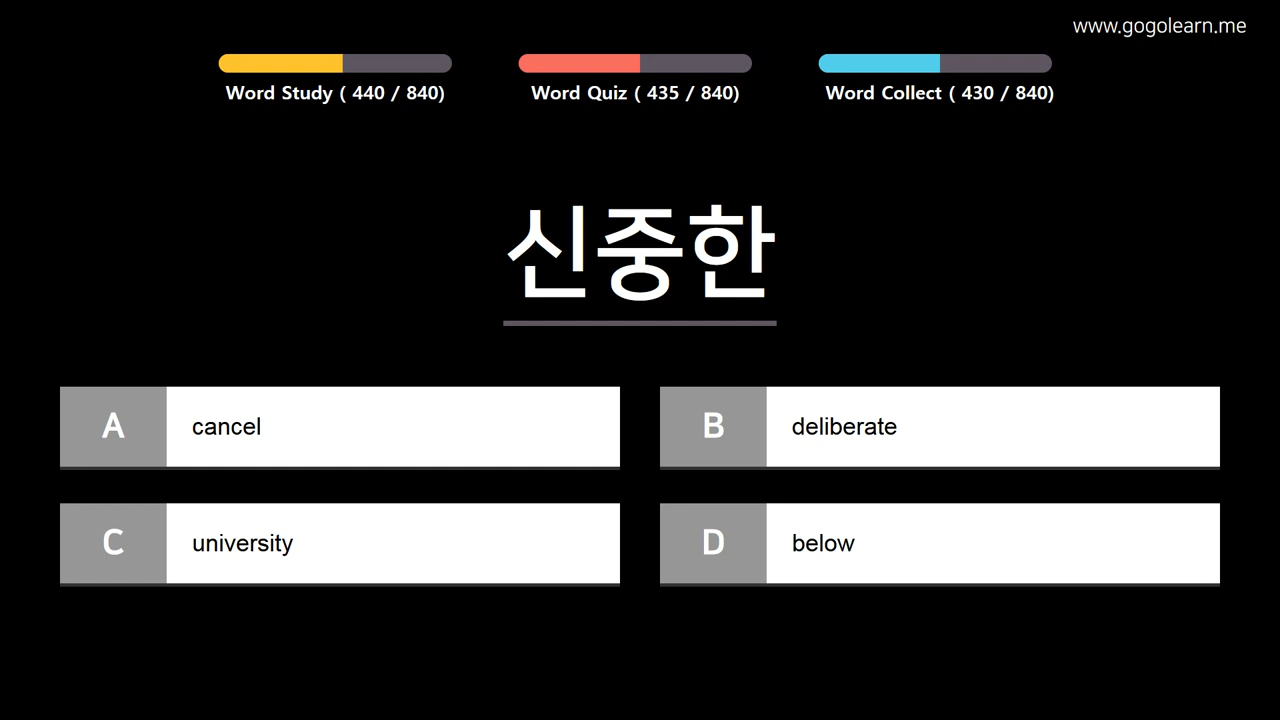 www.gogolearn.me
Word Study ( 440 / 840)
Word Quiz ( 435 / 840)
Word Collect ( 430 / 840)
신중한
A cancel
B deliberate
C university
D below